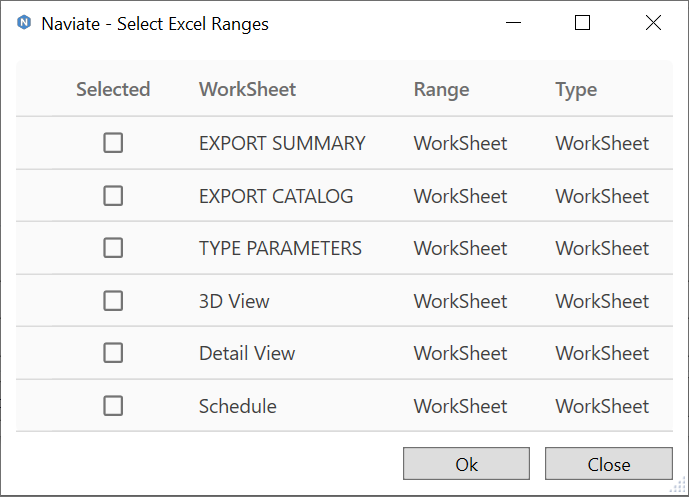 Naviate - Select Excel Ranges
Selected WorkSheet Range Type
EXPORT SUMMARY WorkSheet WorkSheet
EXPORT CATALOG WorkSheet WorkSheet
TYPE PARAMETERS WorkSheet WorkSheet
3D View WorkSheet WorkSheet
Detail View WorkSheet WorkSheet
Schedule WorkSheet WorkSheet
Ok Close